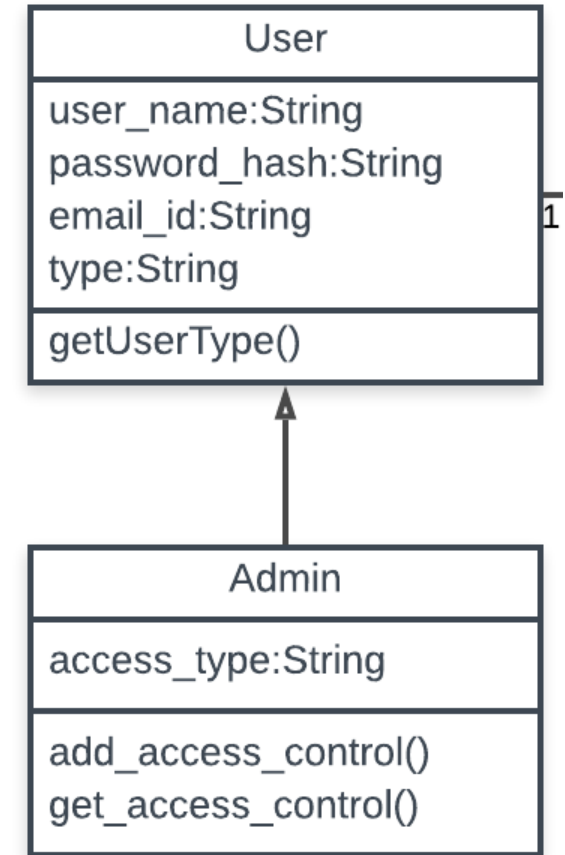 User
user_name:String
password_hash:String
email_id:String
type:String
1
getUserType()
Admin
access_type:String
add_access_control()
get_access_control()